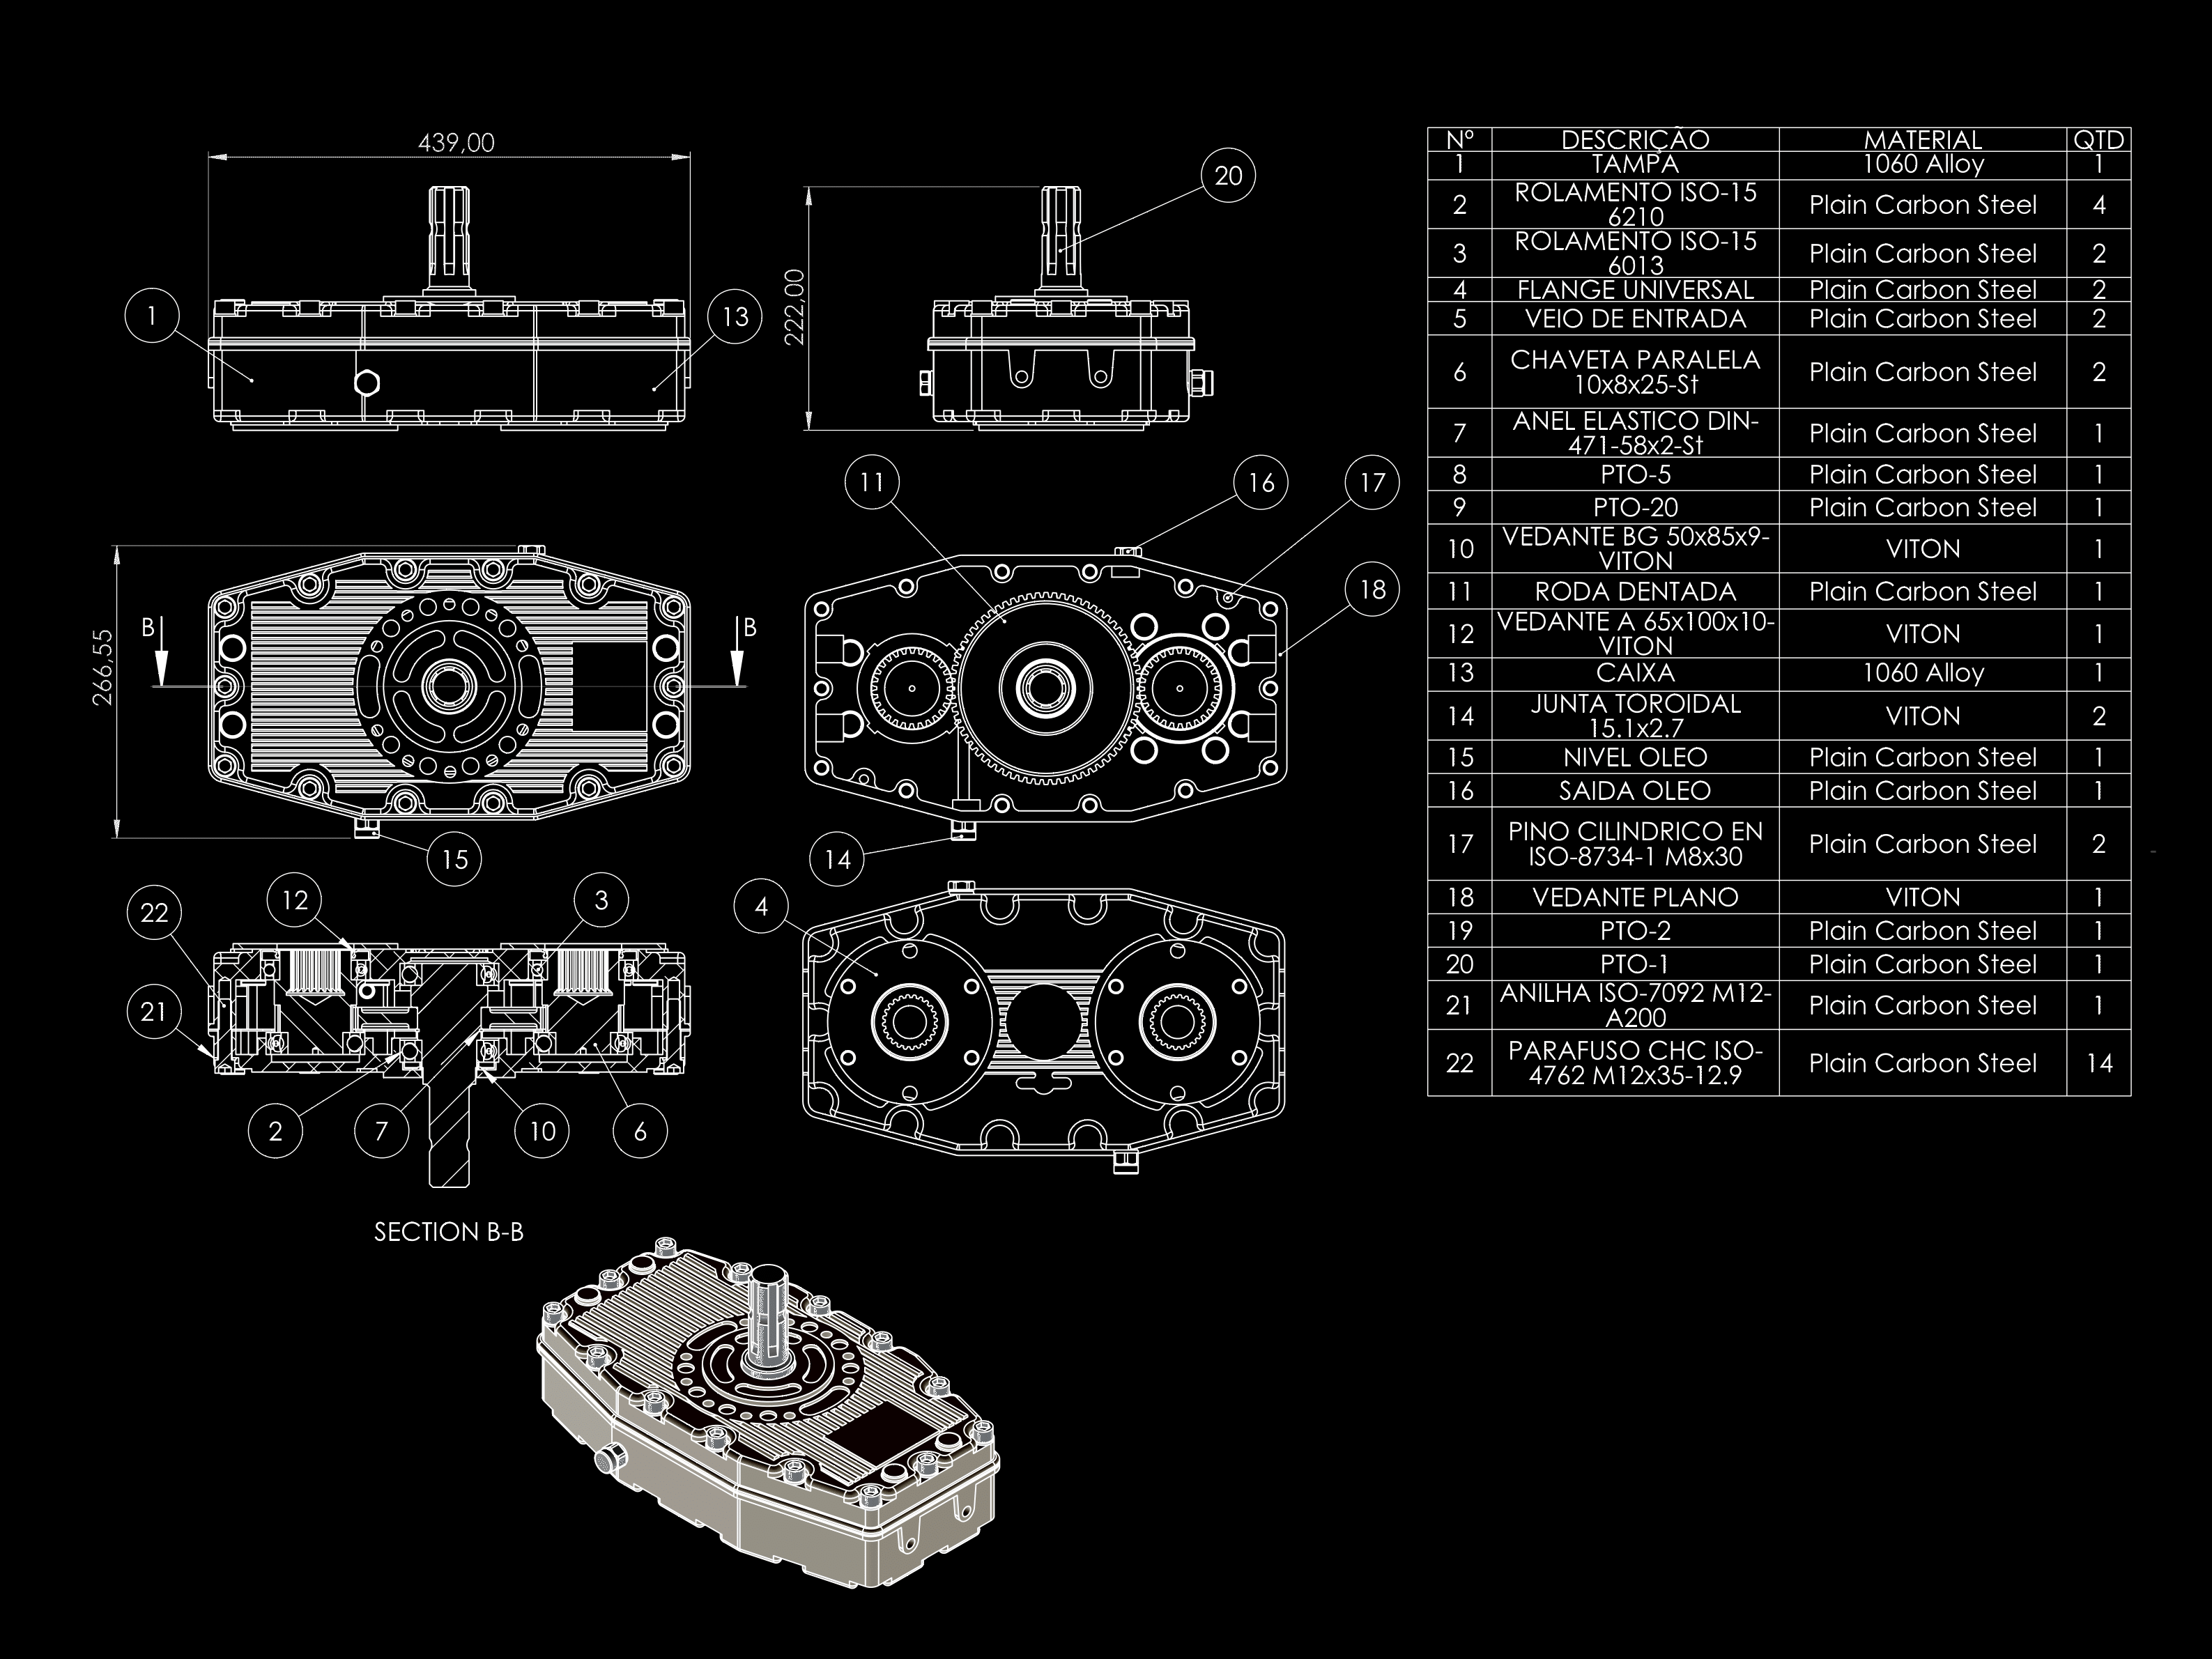 439,00
20
222,00
1
13
11
16
17
18
266,55
B
B
15
14
22
12
3
4
21
2
7
10
6
SECTION B-B
Nº DESCRIÇÃO MATERIAL QTD
1 TAMPA 1060 Alloy 1
2 ROLAMENTO ISO-15 Plain Carbon Steel 4
6210
3 ROLAMENTO ISO-15 Plain Carbon Steel 2
6013
4 FLANGE UNIVERSAL Plain Carbon Steel 2
5 VEIO DE ENTRADA Plain Carbon Steel 2
6 CHAVETA PARALELA Plain Carbon Steel 2
10x8x25-St
7 ANEL ELASTICO DIN- Plain Carbon Steel 1
471-58x2-St
8 PTO-5 Plain Carbon Steel 1
9 PTO-20 Plain Carbon Steel 1
10 VEDANTE BG 50x85x9- VITON 1
VITON
11 RODA DENTADA Plain Carbon Steel 1
12 VEDANTE A 65x100x10- VITON 1
VITON
13 CAIXA 1060 Alloy 1
14 JUNTA TOROIDAL VITON 2
15.1x2.7
15 NIVEL OLEO Plain Carbon Steel 1
16 SAIDA OLEO Plain Carbon Steel 1
17 PINO CILINDRICO EN Plain Carbon Steel 2
ISO-8734-1 M8x30
18 VEDANTE PLANO VITON 1
19 PTO-2 Plain Carbon Steel 1
20 PTO-1 Plain Carbon Steel 1
21 ANILHA ISO-7092 M12- Plain Carbon Steel 1
A200
22 PARAFUSO CHC ISO- Plain Carbon Steel 14
4762 M12x35-12.9